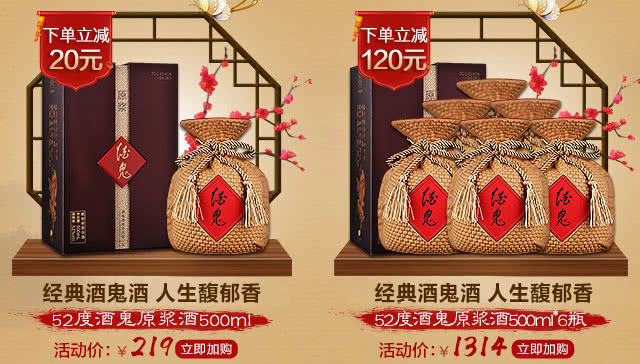 下单立减
20元
原浆
酒鬼
酒鬼
经典酒鬼酒 人生馥郁香
52度酒鬼原浆酒500ml
活动价：￥219 立即加购
下单立减
120元
酒鬼
酒鬼
酒鬼
经典酒鬼酒 人生馥郁香
52度酒鬼原浆酒500ml*6瓶
活动价：￥1314 立即加购